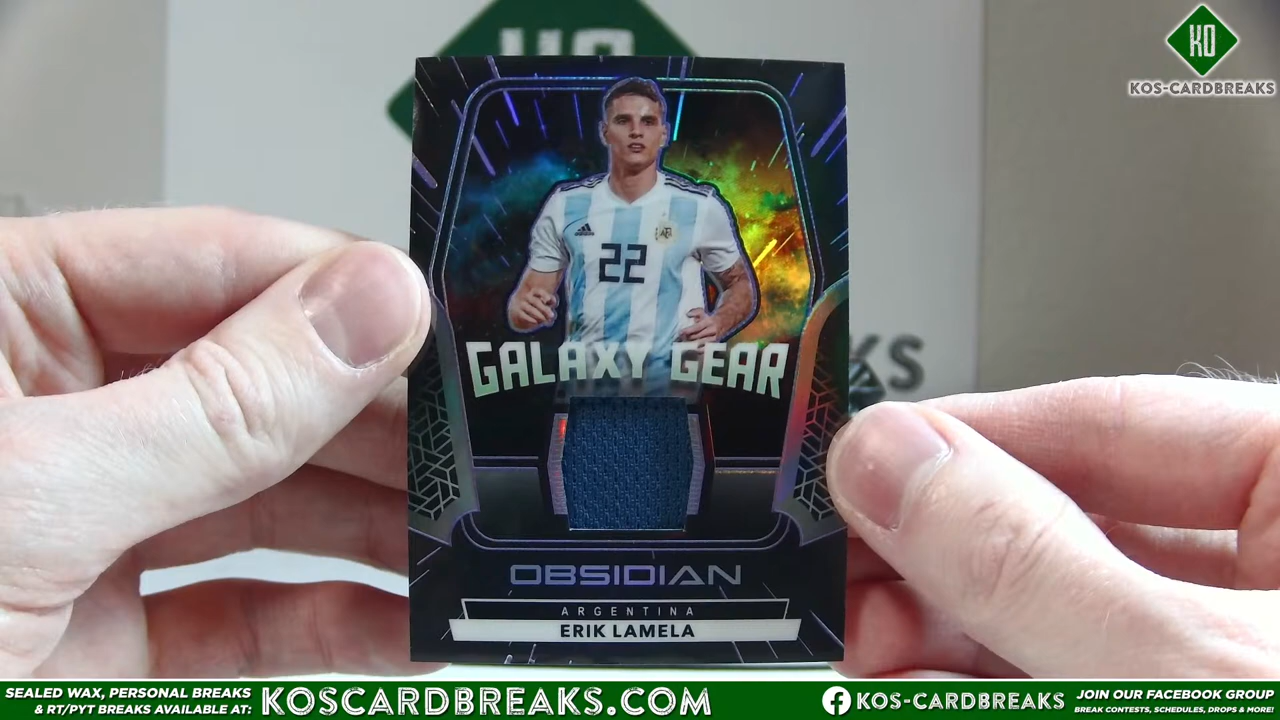 KO
KOS-CARDBREAKS
22
GALAXY GEAR
OBSIDIAN
ARGENTINA
ERIK LAMELA
SEALED WAX, PERSONAL BREAKS
& RT/PYT BREAKS AVAILABLE AT:
KOSCARDBREAKS.COM
KOS-CARDBREAKS
JOIN OUR FACEBOOK GROUP
BREAK CONTESTS, SCHEDULES, DROPS & MORE!